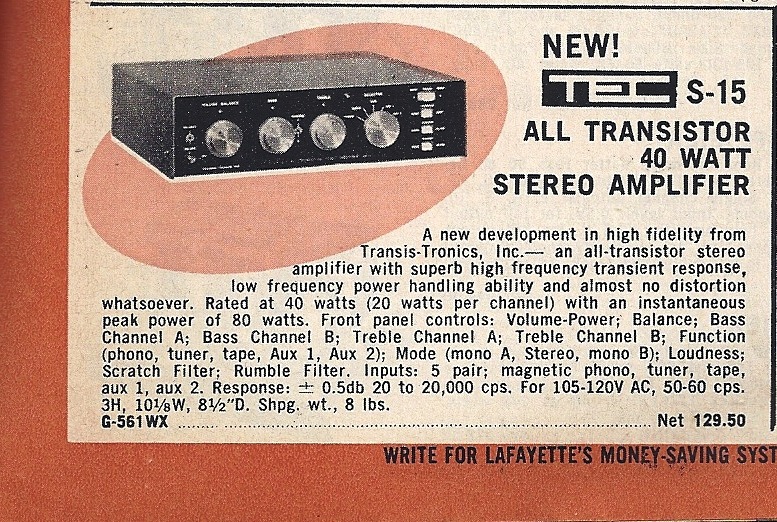 NEW!
TEC S-15
ALL TRANSISTOR
40 WATT
STEREO AMPLIFIER
A new development in high fidelity from
Transis-Tronics, Inc.— an all-transistor stereo
amplifier with superb high frequency transient response,
low frequency power handling ability and almost no distortion
whatsoever. Rated at 40 watts (20 watts per channel) with an instantaneous
peak power of 80 watts. Front panel controls: Volume-Power; Balance; Bass
Channel A; Bass Channel B; Treble Channel A; Treble Channel B; Function
(phono, tuner, tape, Aux 1, Aux 2); Mode (mono A, Stereo, mono B); Loudness;
Scratch Filter; Rumble Filter. Inputs: 5 pair; magnetic phono, tuner, tape,
aux 1, aux 2. Response: ± 0.5db 20 to 20,000 cps. For 105-120V AC, 50-60 cps.
3H, 10⅛W, 8½"D. Shpg. wt., 8 lbs.
G-561WX ........................ Net 129.50
WRITE FOR LAFAYETTE'S MONEY-SAVING SYST
VOLUME BALANCE
BASS
TREBLE
SELECTOR